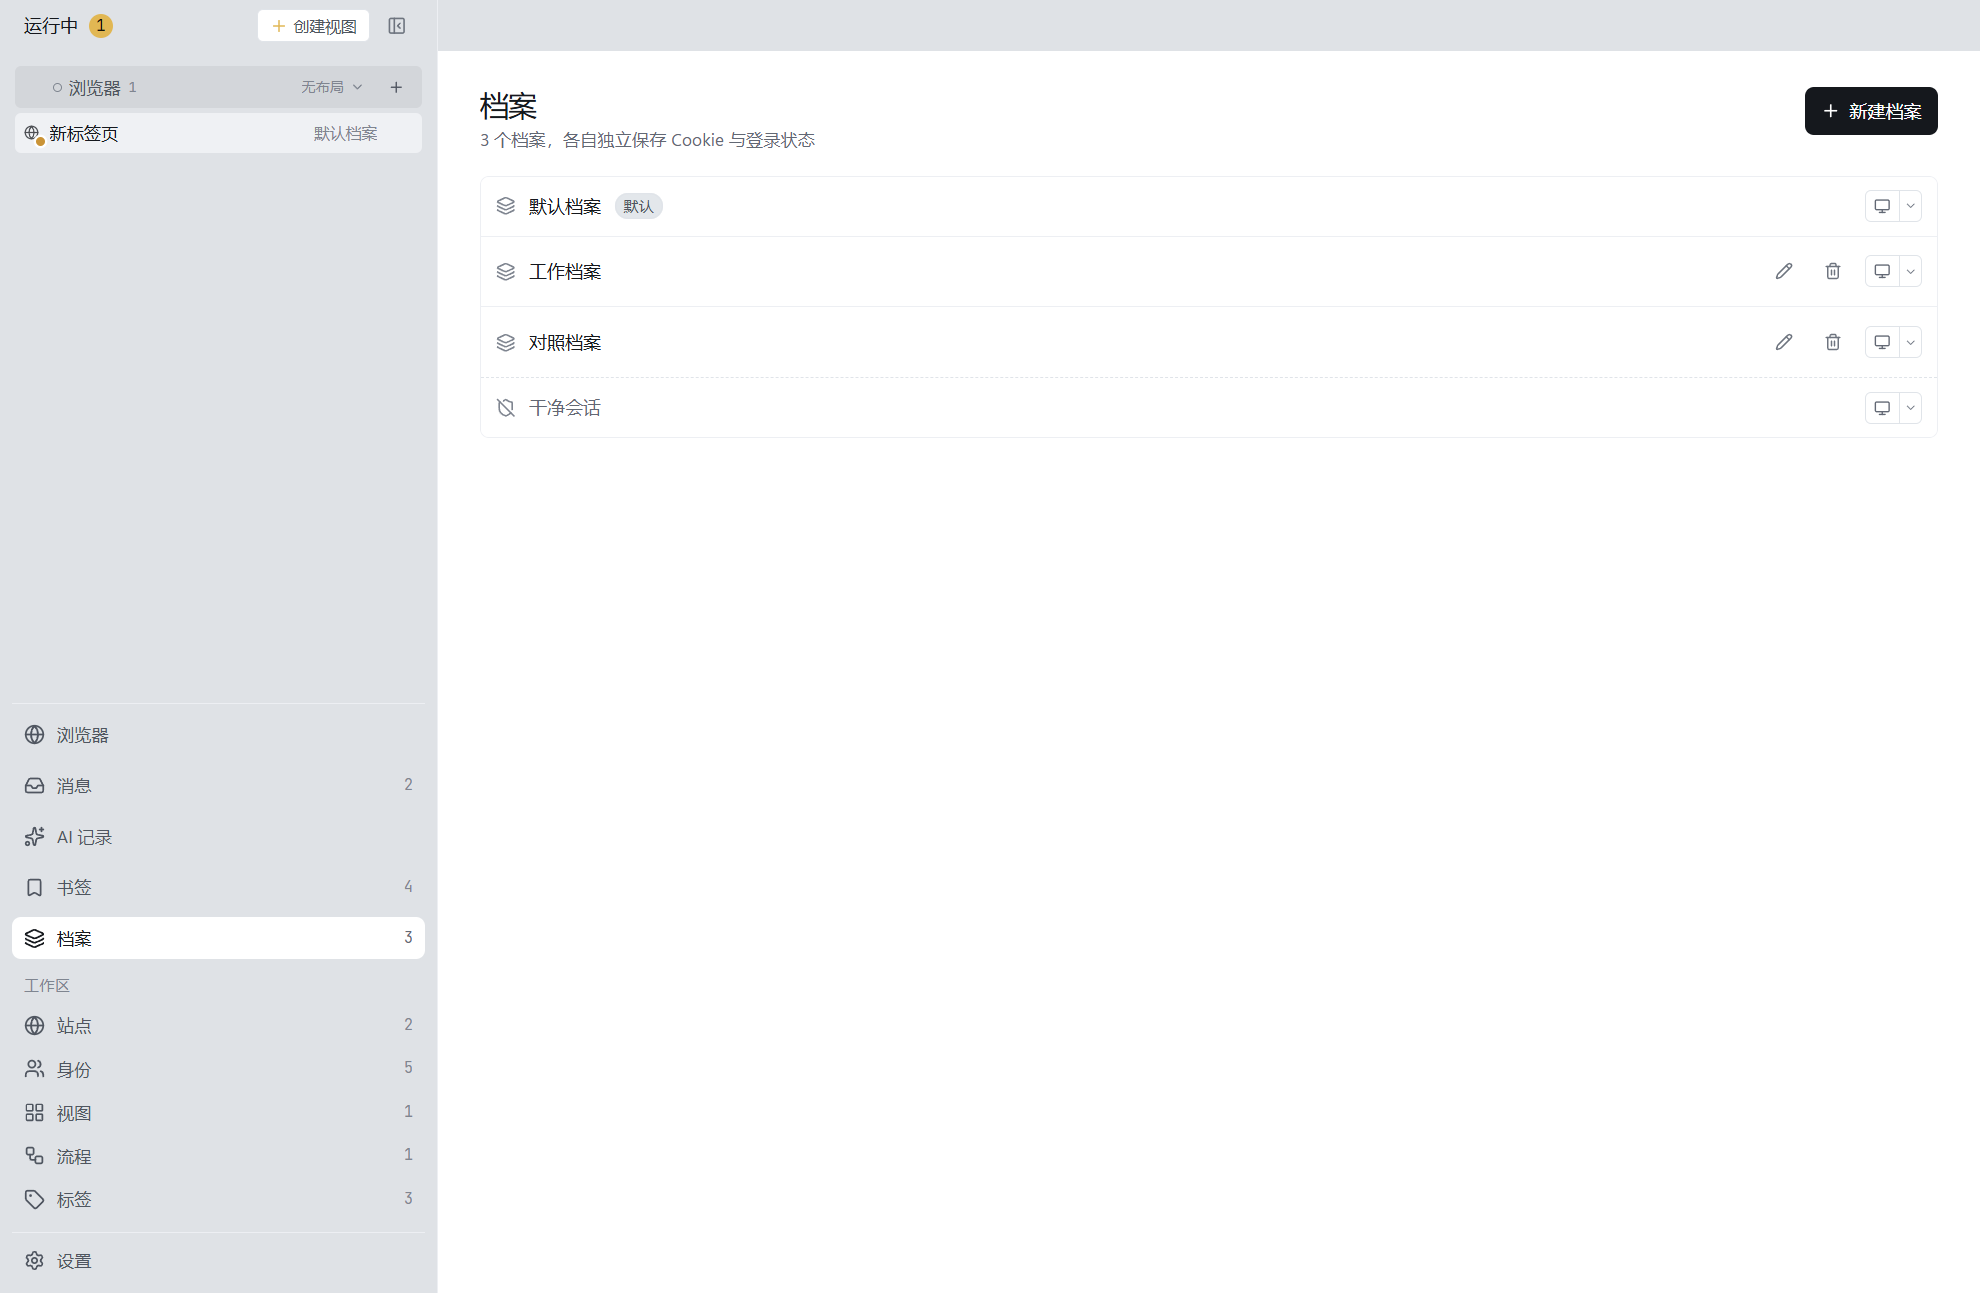 运行中 1
创建视图
浏览器 1 无布局
新标签页 默认档案
浏览器
消息 2
AI 记录
书签 4
档案 3
工作区
站点 2
身份 5
视图 1
流程 1
标签 3
设置
档案
3 个档案，各自独立保存 Cookie 与登录状态
新建档案
默认档案 默认
工作档案
对照档案
干净会话